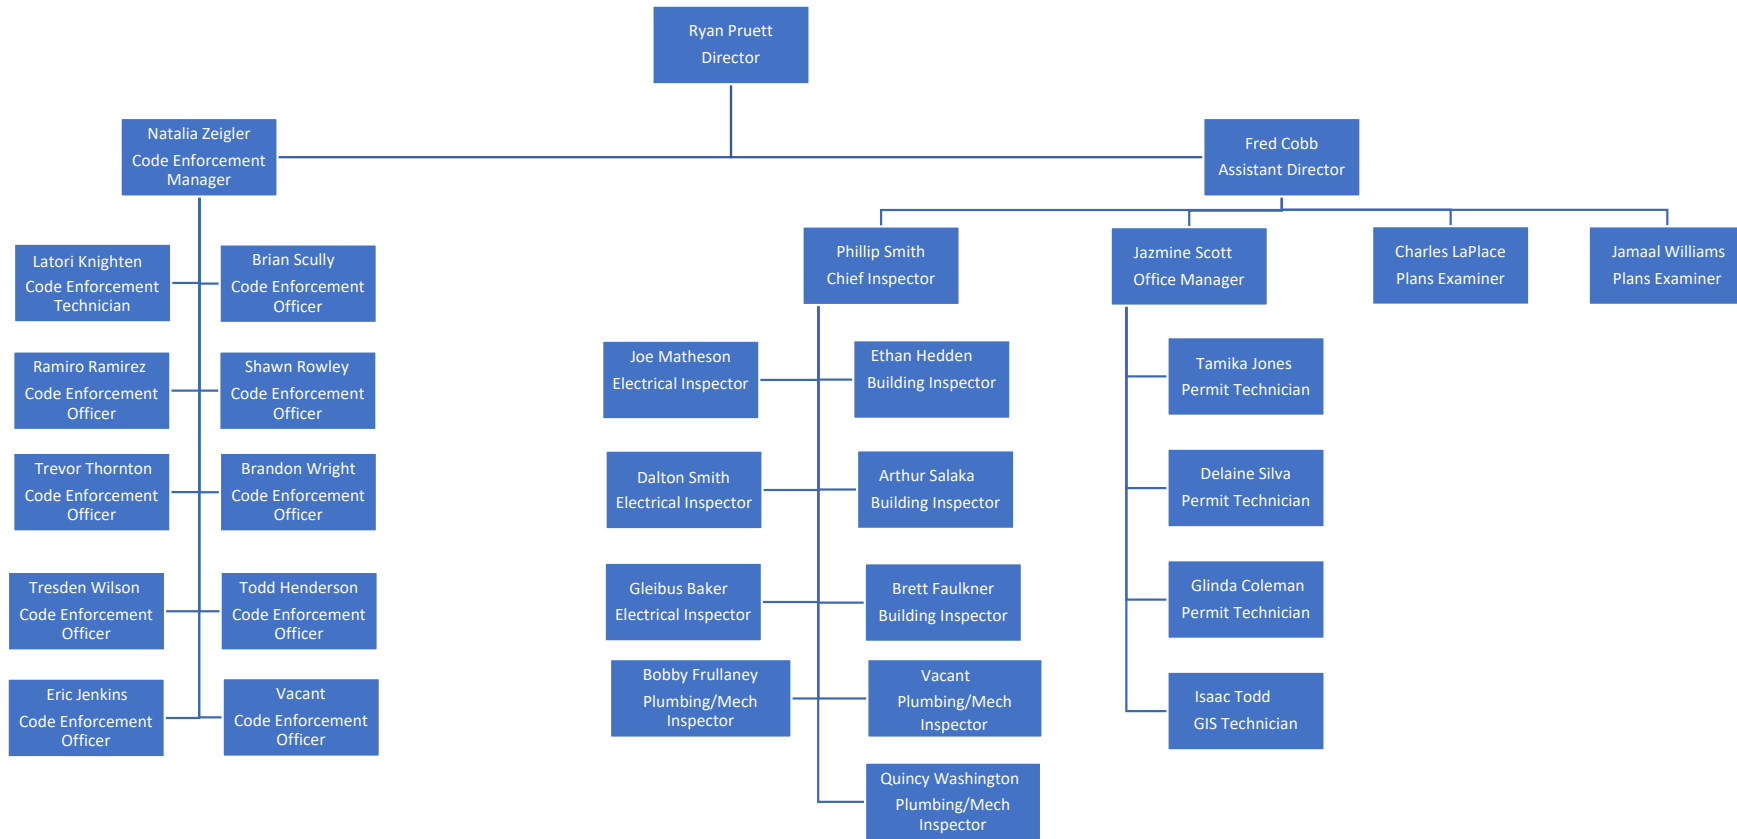 Ryan Pruett
Director
Natalia Zeigler
Code Enforcement
Manager
Fred Cobb
Assistant Director
Latori Knighten
Code Enforcement
Technician
Brian Scully
Code Enforcement
Officer
Ramiro Ramirez
Code Enforcement
Officer
Shawn Rowley
Code Enforcement
Officer
Trevor Thornton
Code Enforcement
Officer
Brandon Wright
Code Enforcement
Officer
Tresden Wilson
Code Enforcement
Officer
Todd Henderson
Code Enforcement
Officer
Eric Jenkins
Code Enforcement
Officer
Vacant
Code Enforcement
Officer
Phillip Smith
Chief Inspector
Jazmine Scott
Office Manager
Charles LaPlace
Plans Examiner
Jamaal Williams
Plans Examiner
Joe Matheson
Electrical Inspector
Ethan Hedden
Building Inspector
Dalton Smith
Electrical Inspector
Arthur Salaka
Building Inspector
Gleibus Baker
Electrical Inspector
Brett Faulkner
Building Inspector
Bobby Frullaney
Plumbing/Mech
Inspector
Vacant
Plumbing/Mech
Inspector
Quincy Washington
Plumbing/Mech
Inspector
Tamika Jones
Permit Technician
Delaine Silva
Permit Technician
Glinda Coleman
Permit Technician
Isaac Todd
GIS Technician